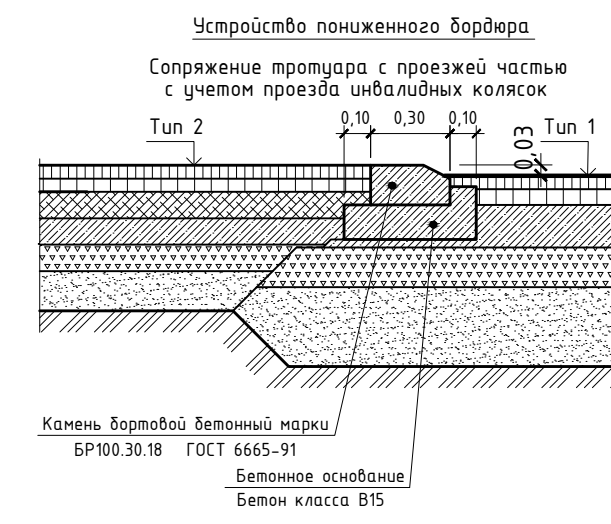 Устройство пониженного бордюра
Сопряжение тротуара с проезжей частью
с учетом проезда инвалидных колясок
0,10 0,30 0,10
Тип 2
Тип 1
0,03
Камень бортовой бетонный марки
БР100.30.18 ГОСТ 6665-91
Бетонное основание
Бетон класса В15